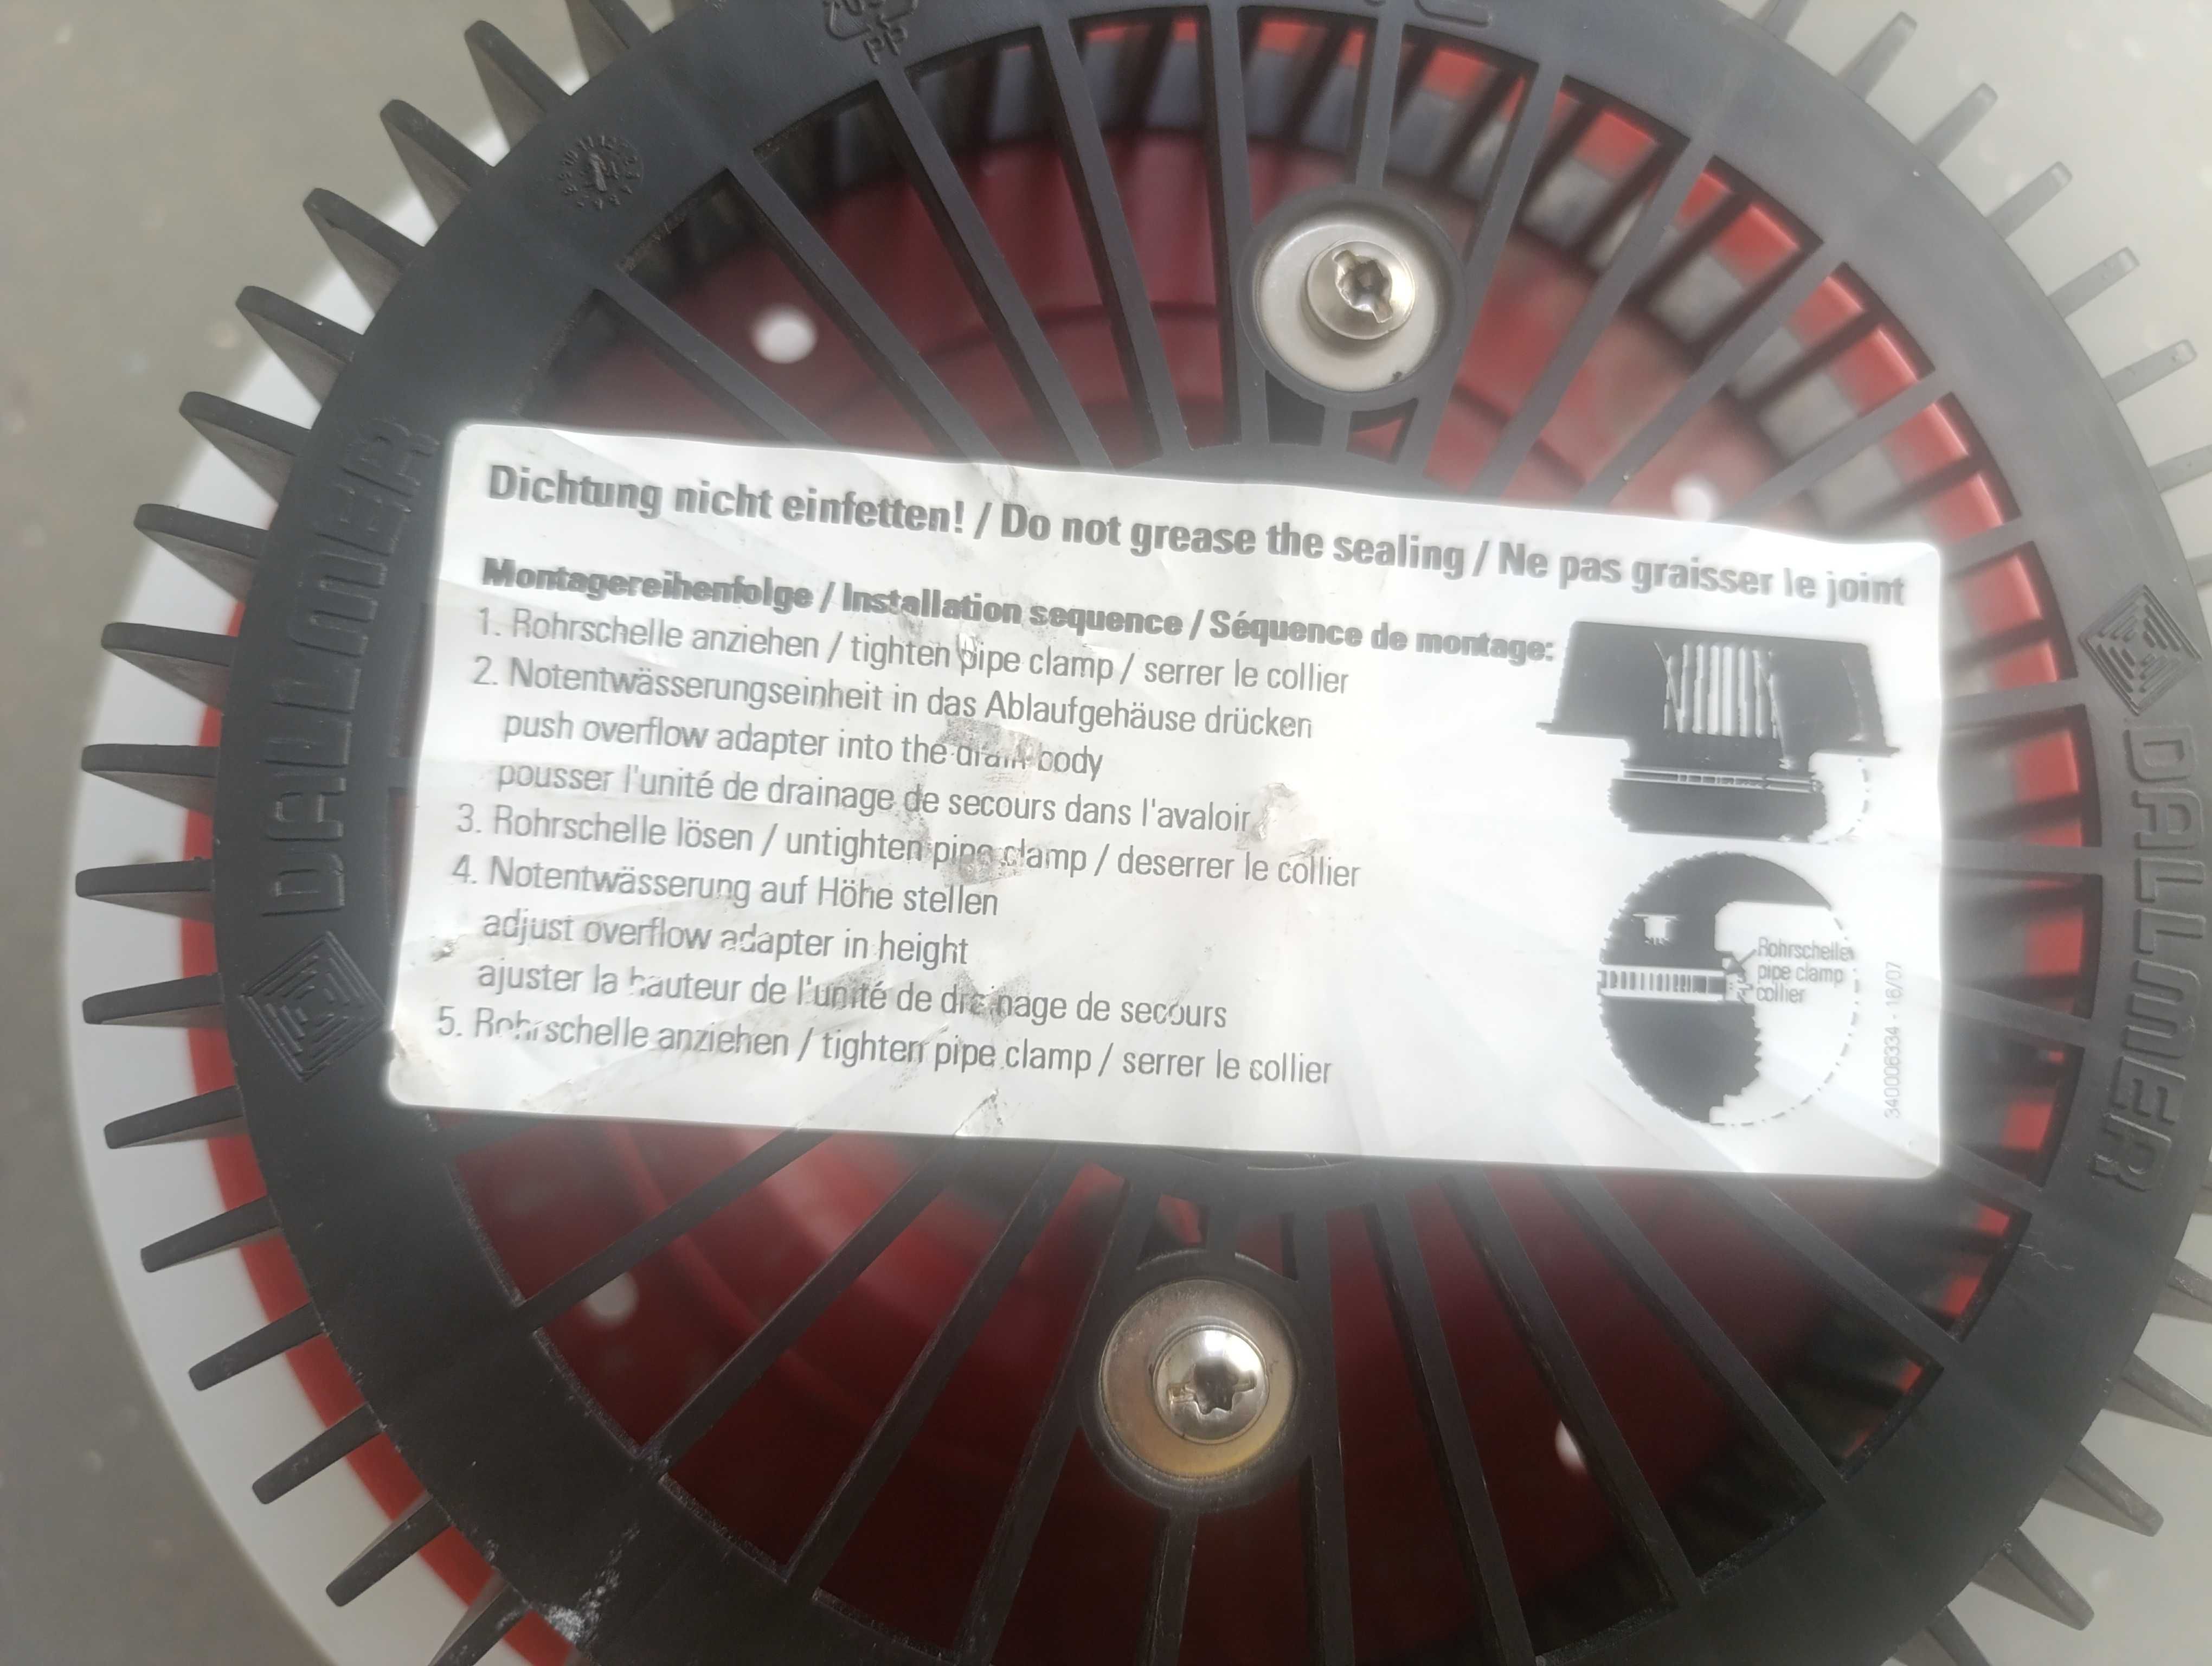 PP
DALLMER
DALLMER
Dichtung nicht einfetten! / Do not grease the sealing / Ne pas graisser le joint
Montagereihenfolge / Installation sequence / Séquence de montage:
1. Rohrschelle anziehen / tighten pipe clamp / serrer le collier
2. Notentwässerungseinheit in das Ablaufgehäuse drücken
push overflow adapter into the drain body
pousser l'unité de drainage de secours dans l'avaloir
3. Rohrschelle lösen / untighten pipe clamp / deserrer le collier
4. Notentwässerung auf Höhe stellen
adjust overflow adapter in height
ajuster la hauteur de l'unité de drainage de secours
5. Rohrschelle anziehen / tighten pipe clamp / serrer le collier
Rohrschelle
pipe clamp
collier
340006334 - 16/07